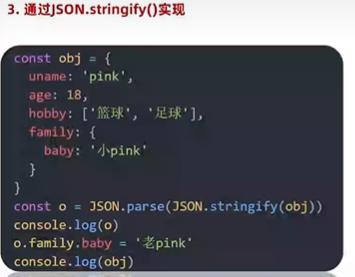 3. 通过JSON.stringify()实现
const obj = {
  uname: 'pink',
  age: 18,
  hobby: ['篮球', '足球'],
  family: {
    baby: '小pink'
  }
}
const o = JSON.parse(JSON.stringify(obj))
console.log(o)
o.family.baby = '老pink'
console.log(obj)